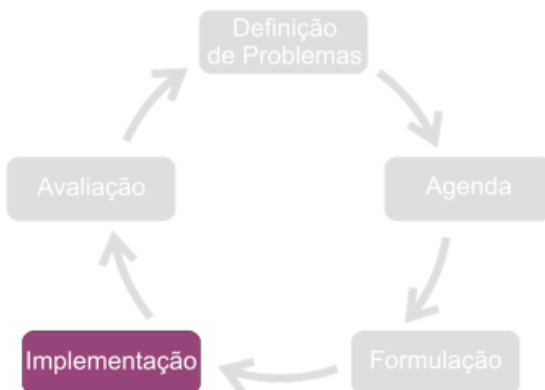 Definição
de Problemas
Avaliação
Agenda
Implementação
Formulação